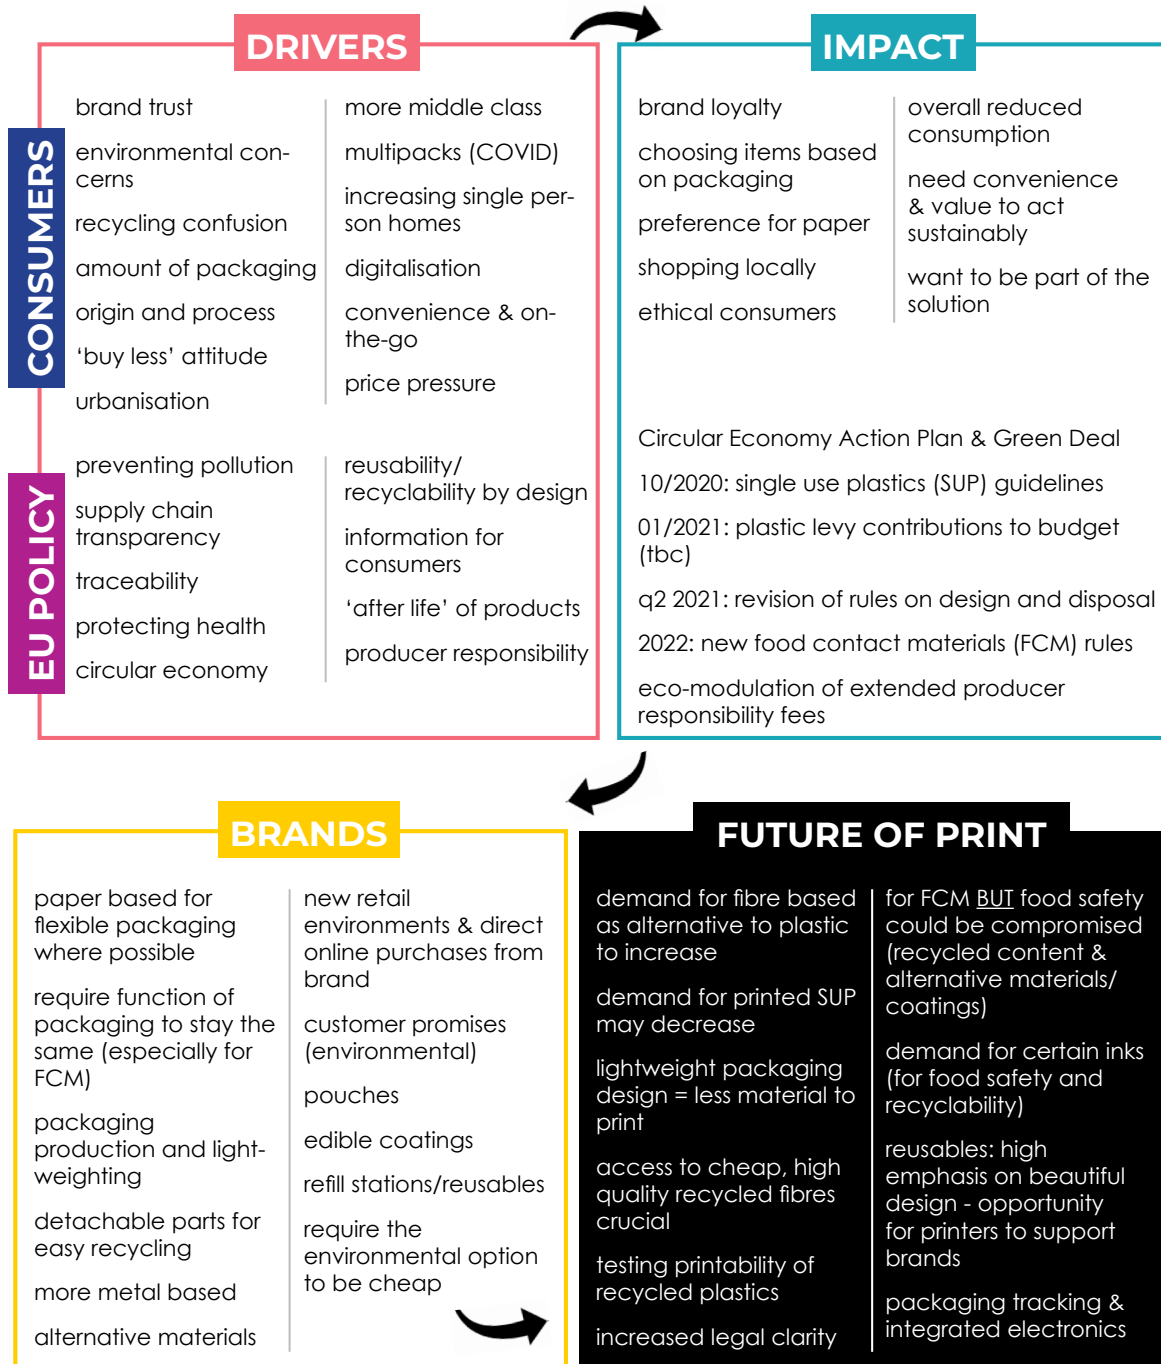 DRIVERS
CONSUMERS
brand trust
environmental con-
cerns
recycling confusion
amount of packaging
origin and process
‘buy less’ attitude
urbanisation
more middle class
multipacks (COVID)
increasing single per-
son homes
digitalisation
convenience & on-
the-go
price pressure
EU POLICY
preventing pollution
supply chain
transparency
traceability
protecting health
circular economy
reusability/
recyclability by design
information for
consumers
‘after life’ of products
producer responsibility
IMPACT
brand loyalty
choosing items based
on packaging
preference for paper
shopping locally
ethical consumers
overall reduced
consumption
need convenience
& value to act
sustainably
want to be part of the
solution
Circular Economy Action Plan & Green Deal
10/2020: single use plastics (SUP) guidelines
01/2021: plastic levy contributions to budget
(tbc)
q2 2021: revision of rules on design and disposal
2022: new food contact materials (FCM) rules
eco-modulation of extended producer
responsibility fees
BRANDS
paper based for
flexible packaging
where possible
require function of
packaging to stay the
same (especially for
FCM)
packaging
production and light-
weighting
detachable parts for
easy recycling
more metal based
alternative materials
new retail
environments & direct
online purchases from
brand
customer promises
(environmental)
pouches
edible coatings
refill stations/reusables
require the
environmental option
to be cheap
FUTURE OF PRINT
demand for fibre based
as alternative to plastic
to increase
demand for printed SUP
may decrease
lightweight packaging
design = less material to
print
access to cheap, high
quality recycled fibres
crucial
testing printability of
recycled plastics
increased legal clarity
for FCM BUT food safety
could be compromised
(recycled content &
alternative materials/
coatings)
demand for certain inks
(for food safety and
recyclability)
reusables: high
emphasis on beautiful
design - opportunity
for printers to support
brands
packaging tracking &
integrated electronics